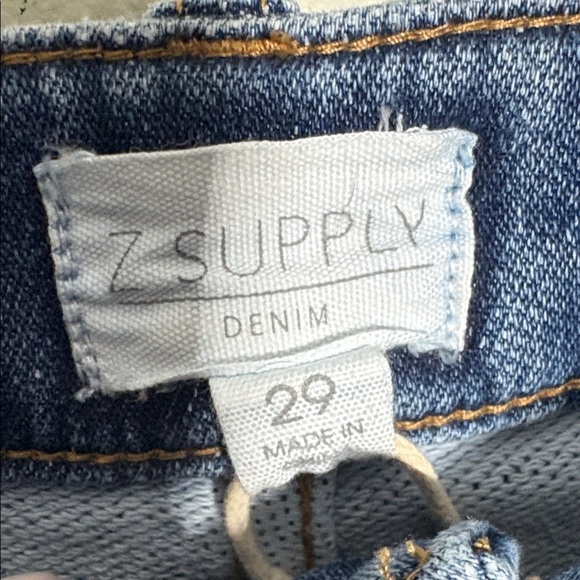 Z SUPPLY
DENIM
29
MADE IN